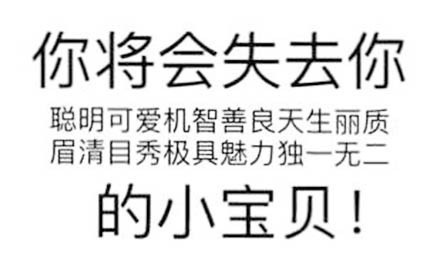 你将会失去你
聪明可爱机智善良天生丽质
眉清目秀极具魅力独一无二
的小宝贝！